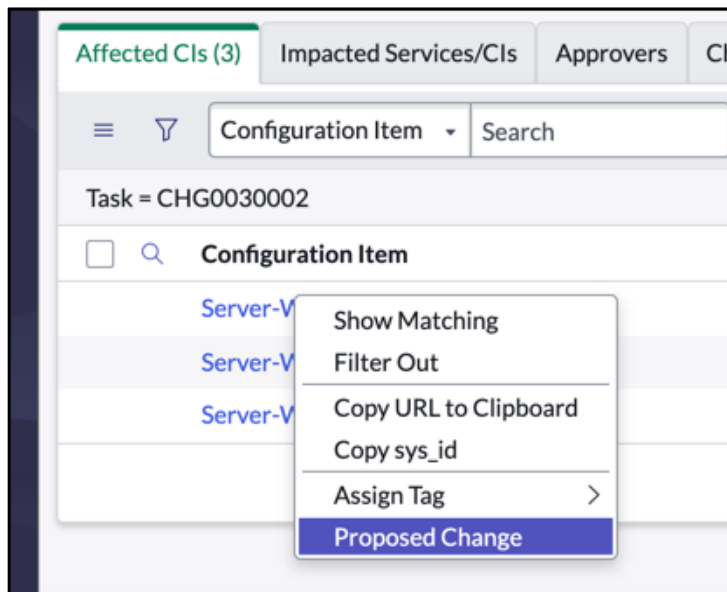 Affected CIs (3) Impacted Services/CIs Approvers
Configuration Item Search
Task = CHG0030002
Configuration Item
Server-W
Show Matching
Server-W
Filter Out
Server-W
Copy URL to Clipboard
Copy sys_id
Assign Tag
Proposed Change